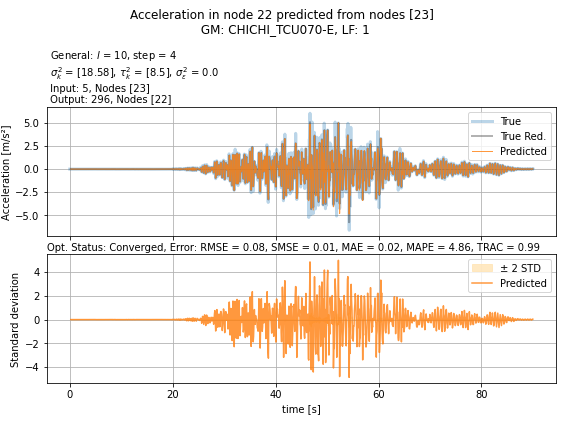 Acceleration in node 22 predicted from nodes [23]
GM: CHICHI_TCU070-E, LF: 1
General: l = 10, step = 4
σ²ₖ = [18.58], τ²ₖ = [8.5], σ²ε = 0.0
Input: 5, Nodes [23]
Output: 296, Nodes [22]
Acceleration [m/s²]
5.0
2.5
0.0
−2.5
−5.0
True
True Red.
Predicted
Opt. Status: Converged, Error: RMSE = 0.08, SMSE = 0.01, MAE = 0.02, MAPE = 4.86, TRAC = 0.99
Standard deviation
4
2
0
−2
−4
± 2 STD
Predicted
0 20 40 60 80
time [s]